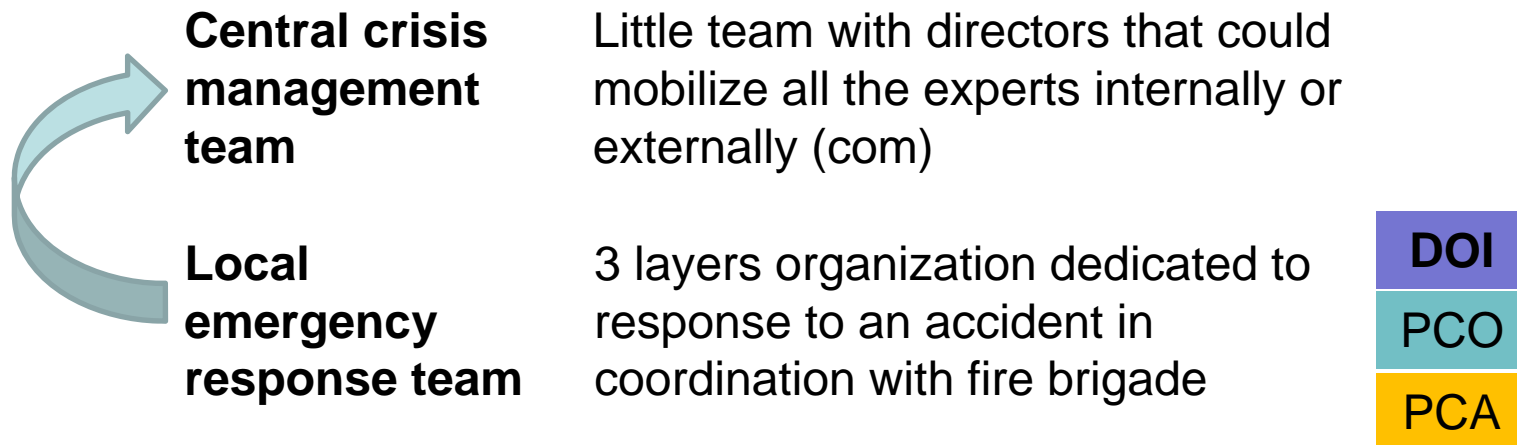 Central crisis
management
team
Little team with directors that could
mobilize all the experts internally or
externally (com)
Local
emergency
response team
3 layers organization dedicated to
response to an accident in
coordination with fire brigade
DOI
PCO
PCA